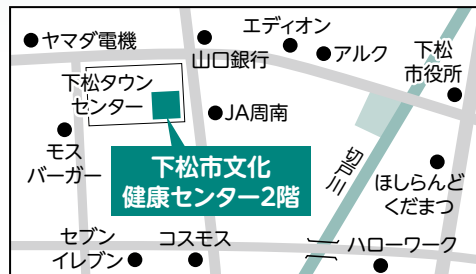 ヤマダ電機
エディオン
山口銀行
アルク
下松
市役所
下松タウン
センター
JA周南
モス
バーガー
下松市文化
健康センター2階
切戸川
ほしらんど
くだまつ
セブン
イレブン
コスモス
ハローワーク